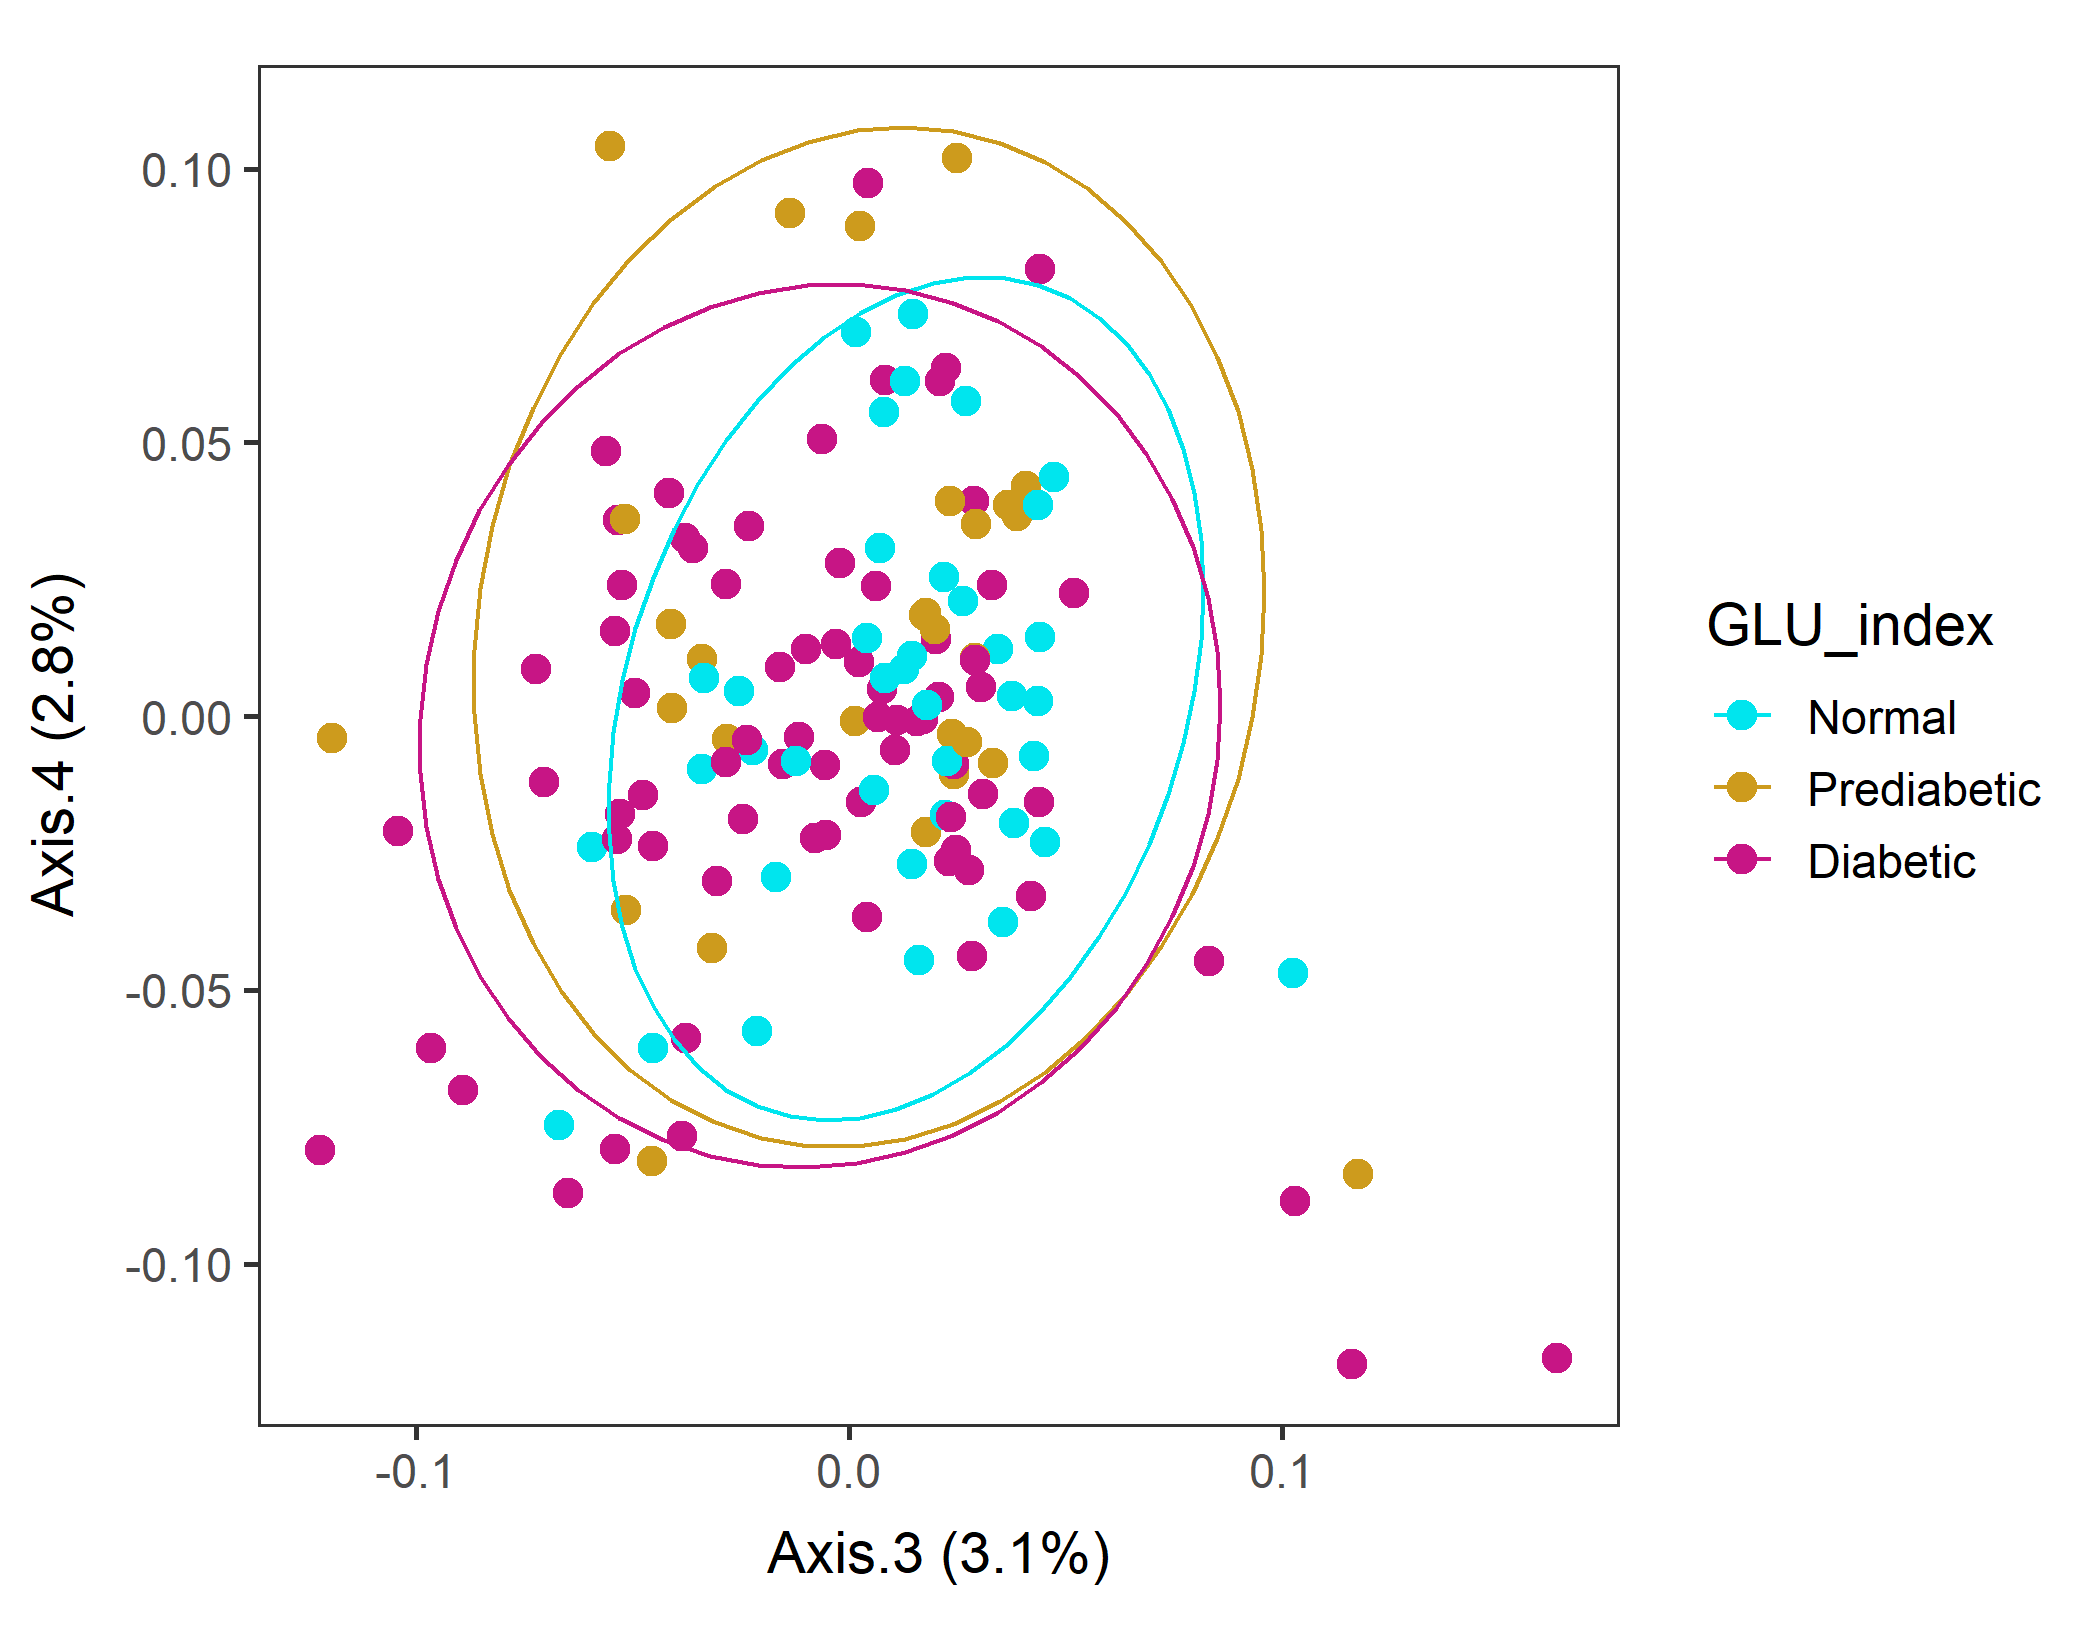 0.10
0.05
0.00
-0.05
-0.10
Axis.4 (2.8%)
-0.1
0.0
0.1
Axis.3 (3.1%)
GLU_index
Normal
Prediabetic
Diabetic